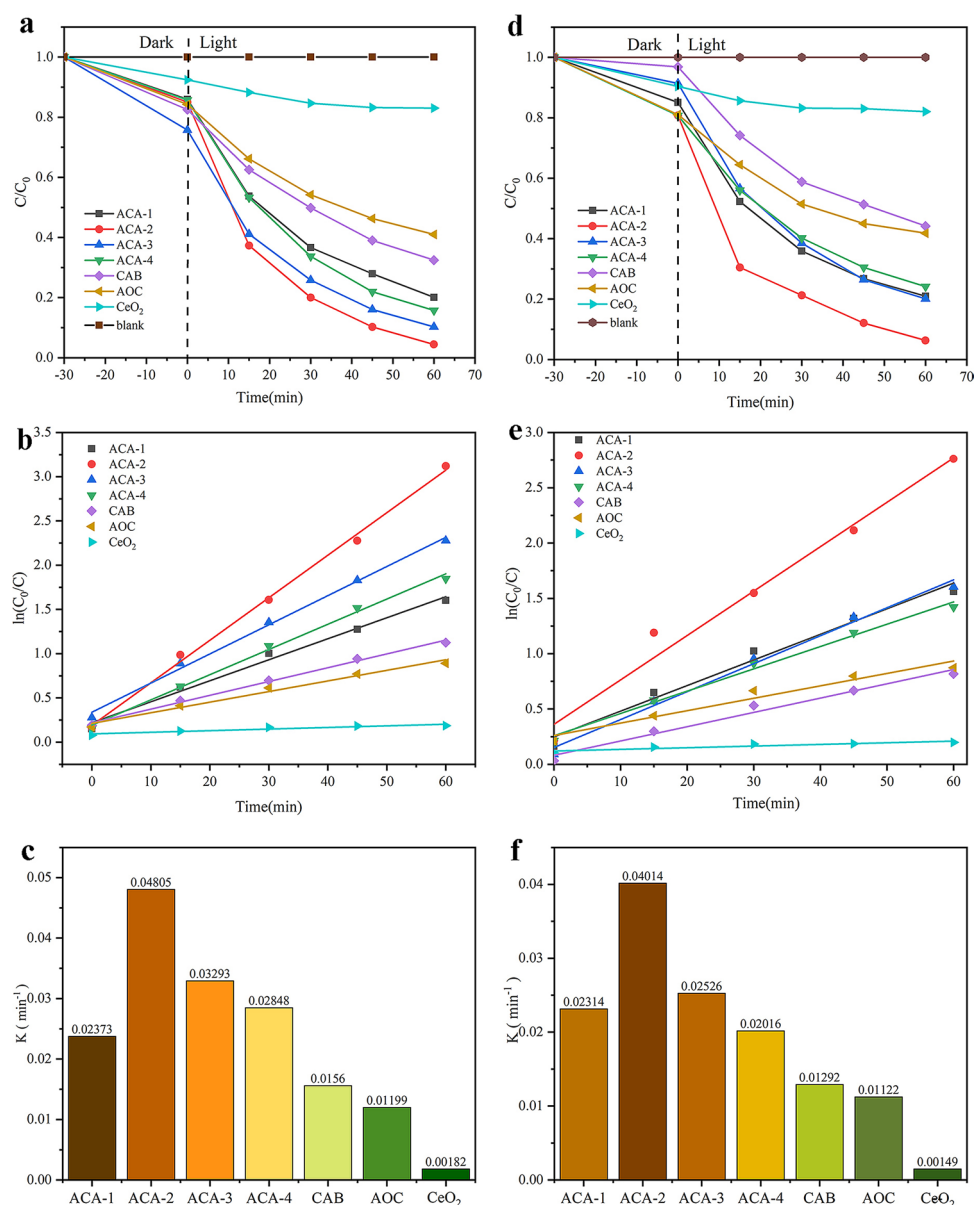 a
Dark Light
1.0
0.8
0.6
0.4
0.2
0.0
C/C0
ACA-1
ACA-2
ACA-3
ACA-4
CAB
AOC
CeO2
blank
-30 -20 -10 0 10 20 30 40 50 60 70
Time(min)
d
Dark Light
1.0
0.8
0.6
0.4
0.2
0.0
C/C0
ACA-1
ACA-2
ACA-3
ACA-4
CAB
AOC
CeO2
blank
-30 -20 -10 0 10 20 30 40 50 60 70
Time(min)
b
3.5
3.0
2.5
2.0
1.5
1.0
0.5
0.0
ln(C0/C)
ACA-1
ACA-2
ACA-3
ACA-4
CAB
AOC
CeO2
0 10 20 30 40 50 60
Time(min)
e
3.0
2.5
2.0
1.5
1.0
0.5
0.0
ln(C0/C)
ACA-1
ACA-2
ACA-3
ACA-4
CAB
AOC
CeO2
0 10 20 30 40 50 60
Time(min)
c
0.05
0.04
0.03
0.02
0.01
0.00
K ( min-1 )
0.02373
0.04805
0.03293
0.02848
0.0156
0.01199
0.00182
ACA-1 ACA-2 ACA-3 ACA-4 CAB AOC CeO2
f
0.04
0.03
0.02
0.01
0.00
K ( min-1 )
0.02314
0.04014
0.02526
0.02016
0.01292
0.01122
0.00149
ACA-1 ACA-2 ACA-3 ACA-4 CAB AOC CeO2